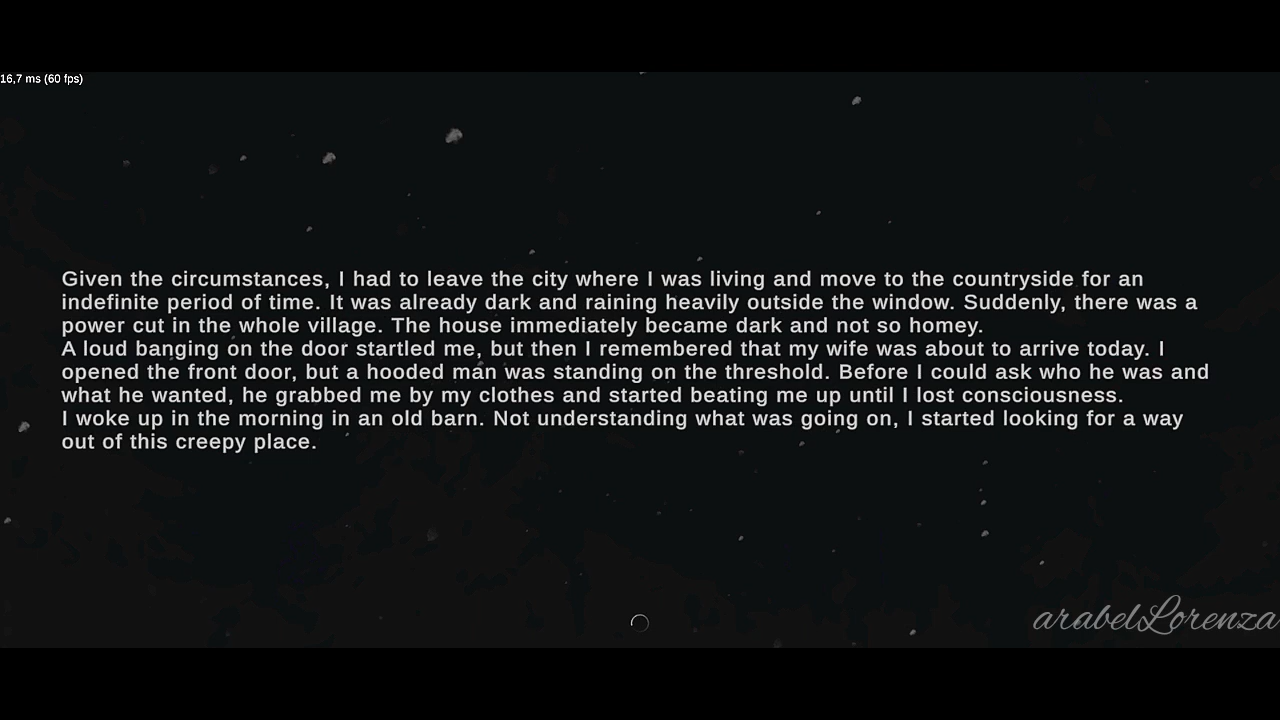 16,7 ms (60 fps)
Given the circumstances, I had to leave the city where I was living and move to the countryside for an
indefinite period of time. It was already dark and raining heavily outside the window. Suddenly, there was a
power cut in the whole village. The house immediately became dark and not so homey.
A loud banging on the door startled me, but then I remembered that my wife was about to arrive today. I
opened the front door, but a hooded man was standing on the threshold. Before I could ask who he was and
what he wanted, he grabbed me by my clothes and started beating me up until I lost consciousness.
I woke up in the morning in an old barn. Not understanding what was going on, I started looking for a way
out of this creepy place.
arabelLorenza